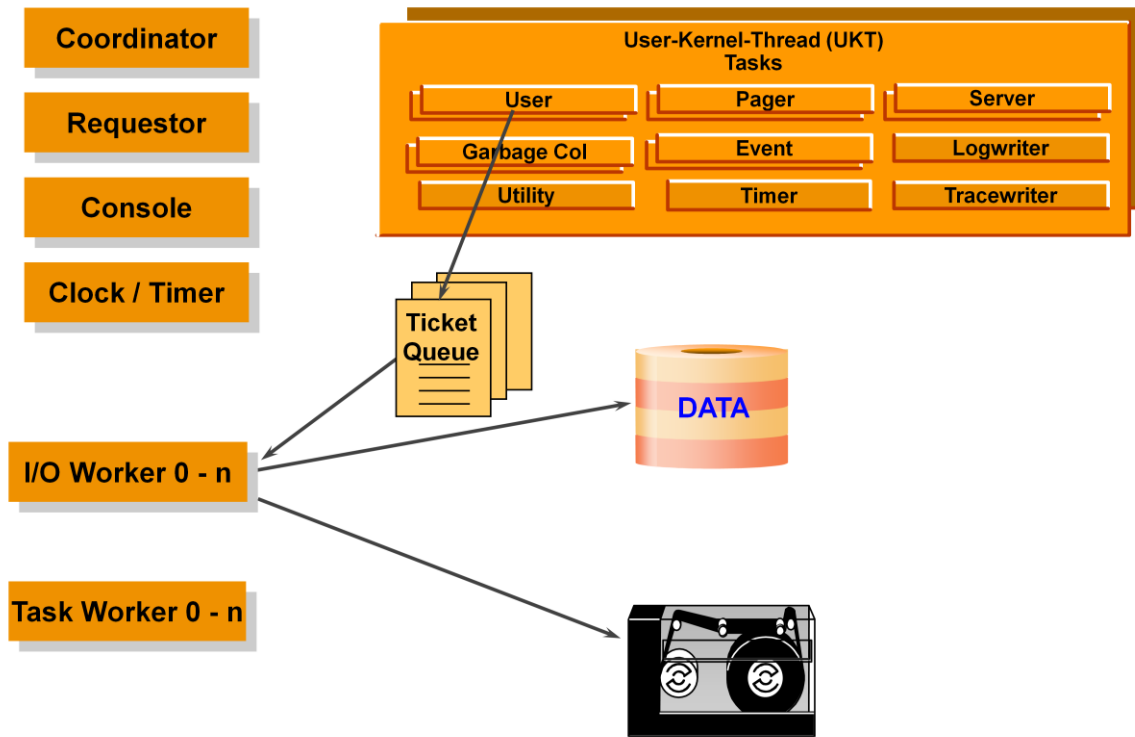 Coordinator
Requestor
Console
Clock / Timer
I/O Worker 0 - n
Task Worker 0 - n
User-Kernel-Thread (UKT)
Tasks
User
Pager
Server
Garbage Col
Event
Logwriter
Utility
Timer
Tracewriter
Ticket
Queue
DATA